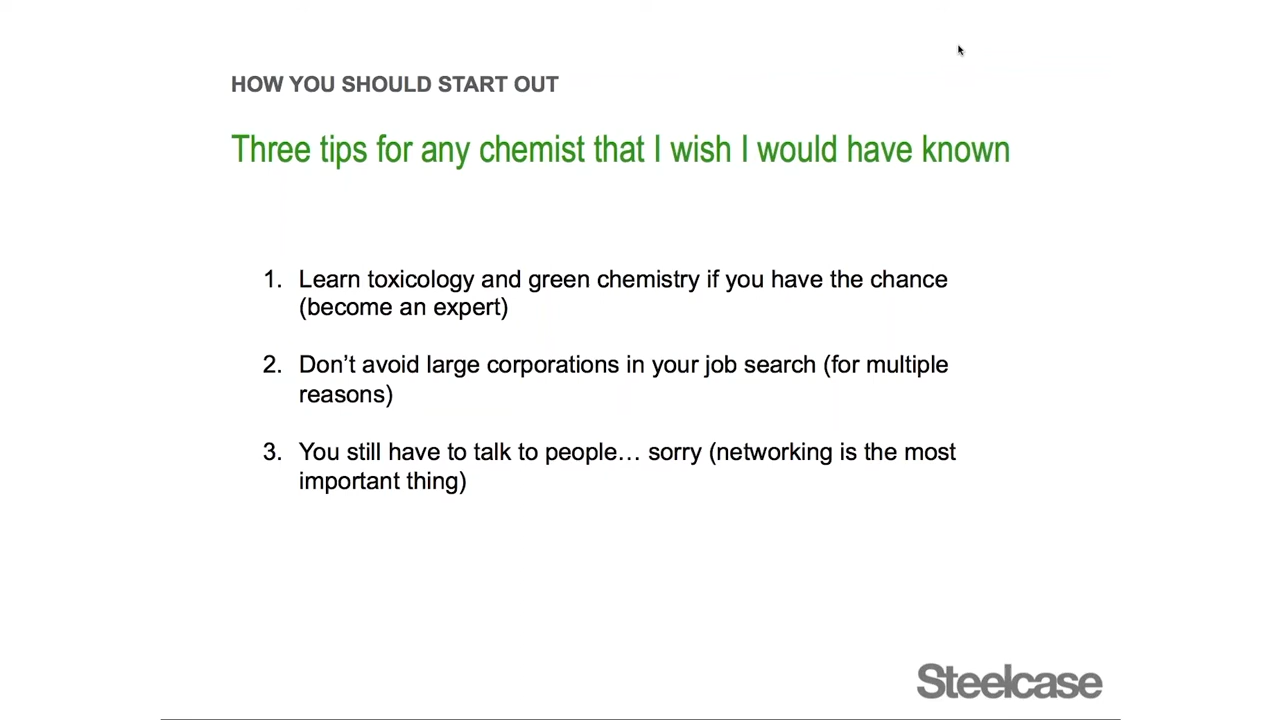 HOW YOU SHOULD START OUT
Three tips for any chemist that I wish I would have known
1. Learn toxicology and green chemistry if you have the chance
(become an expert)
2. Don’t avoid large corporations in your job search (for multiple
reasons)
3. You still have to talk to people… sorry (networking is the most
important thing)
Steelcase